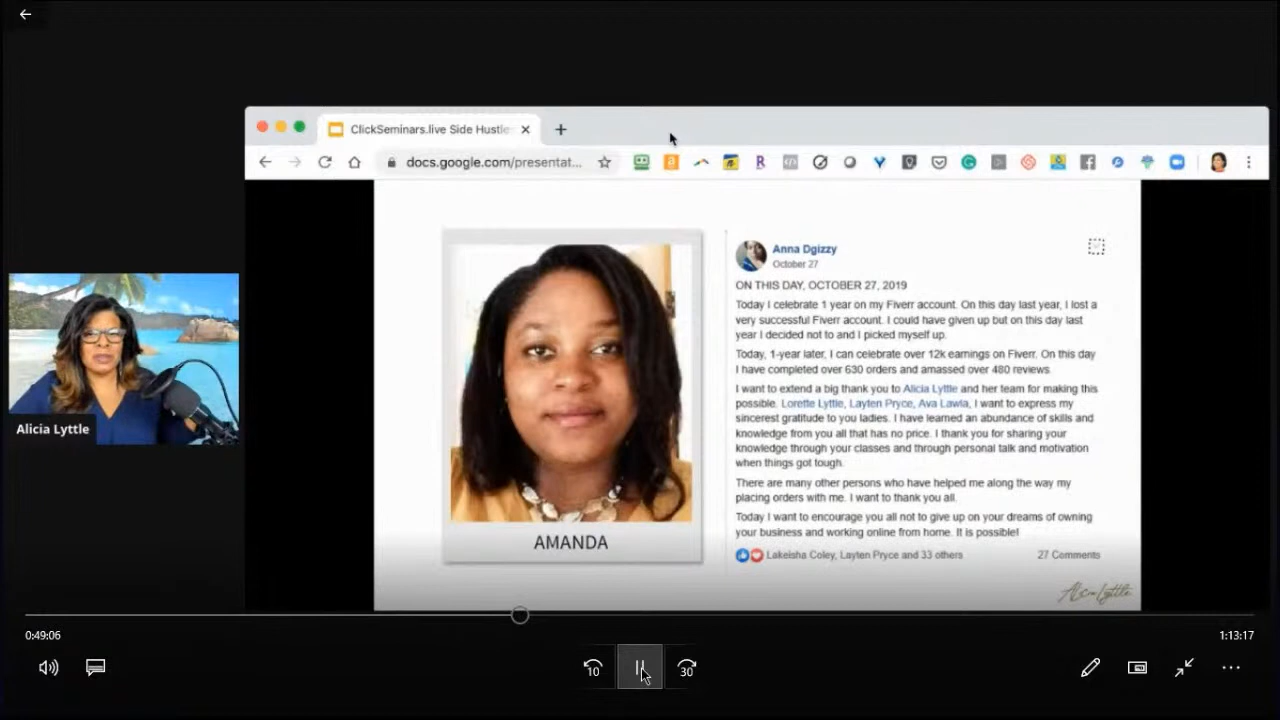 ClickSeminars.live Side Hustle
docs.google.com/presentat...
Anna Dgizzy
October 27
ON THIS DAY, OCTOBER 27, 2019
Today I celebrate 1 year on my Fiverr account. On this day last year, I lost a
very successful Fiverr account. I could have given up but on this day last
year I decided not to and I picked myself up.
Today, 1-year later, I can celebrate over 12k earnings on Fiverr. On this day
I have completed over 630 orders and amassed over 480 reviews.
I want to extend a big thank you to Alicia Lyttle and her team for making this
possible. Lorette Lyttle, Layten Pryce, Ava Lawla, I want to express my
sincerest gratitude to you ladies. I have learned an abundance of skills and
knowledge from you all that has no price. I thank you for sharing your
knowledge through your classes and through personal talk and motivation
when things got tough.
There are many other persons who have helped me along the way my
placing orders with me. I want to thank you all.
Today I want to encourage you all not to give up on your dreams of owning
your business and working online from home. It is possible!
Lakeisha Coley, Layten Pryce and 33 others 27 Comments
AMANDA
Alicia Lyttle
Alicia Lyttle
0:49:06 1:13:17
10 30